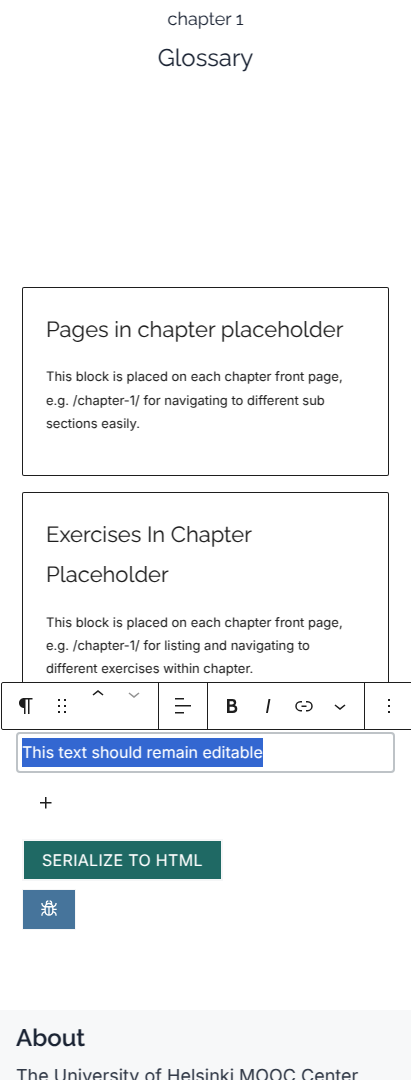 chapter 1
Glossary
Pages in chapter placeholder
This block is placed on each chapter front page,
e.g. /chapter-1/ for navigating to different sub
sections easily.
Exercises In Chapter
Placeholder
This block is placed on each chapter front page,
e.g. /chapter-1/ for listing and navigating to
different exercises within chapter.
B I
This text should remain editable
SERIALIZE TO HTML
About
The University of Helsinki MOOC Center